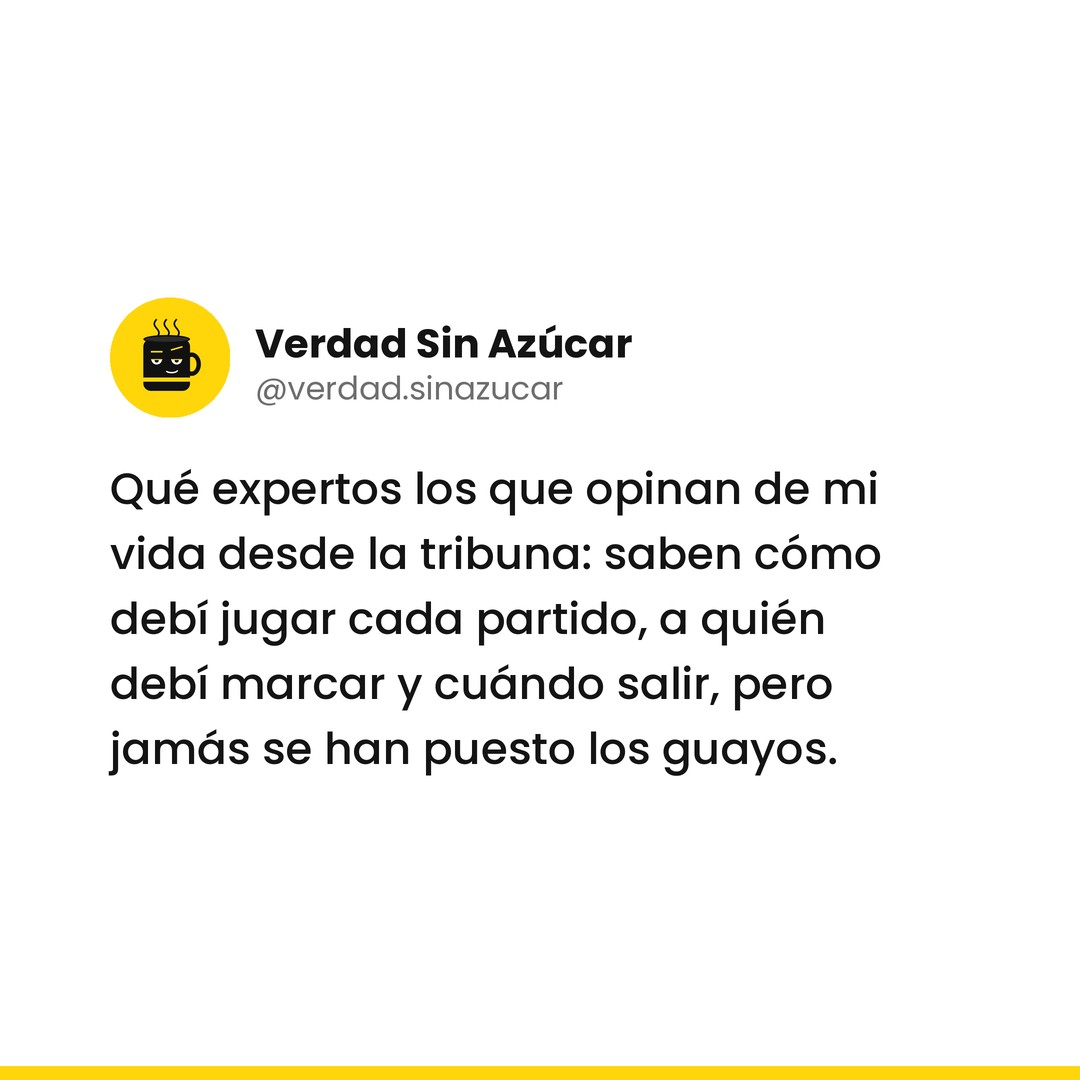 Verdad Sin Azúcar
@verdad.sinazucar
Qué expertos los que opinan de mi
vida desde la tribuna: saben cómo
debí jugar cada partido, a quién
debí marcar y cuándo salir, pero
jamás se han puesto los guayos.